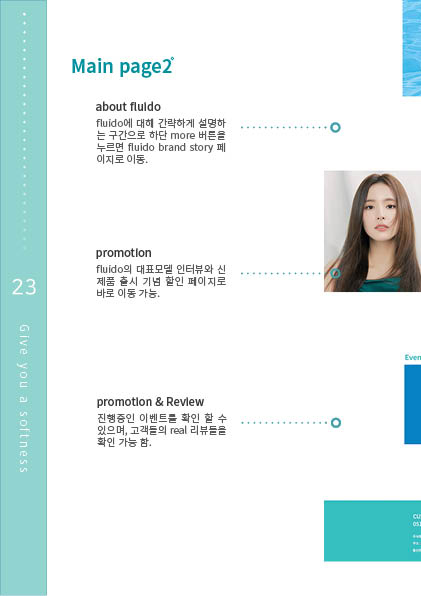 Main page2
about fluido
fluido에 대해 간략하게 설명하
는 구간으로 하단 more 버튼을
누르면 fluido brand story 페
이지로 이동.
promotion
fluido의 대표모델 인터뷰와 신
제품 출시 기념 할인 페이지로
바로 이동 가능.
23
Give you a softness
Even
promotion & Review
진행중인 이벤트를 확인 할 수
있으며, 고객들의 real 리뷰들을
확인 가능 함.
CU
051